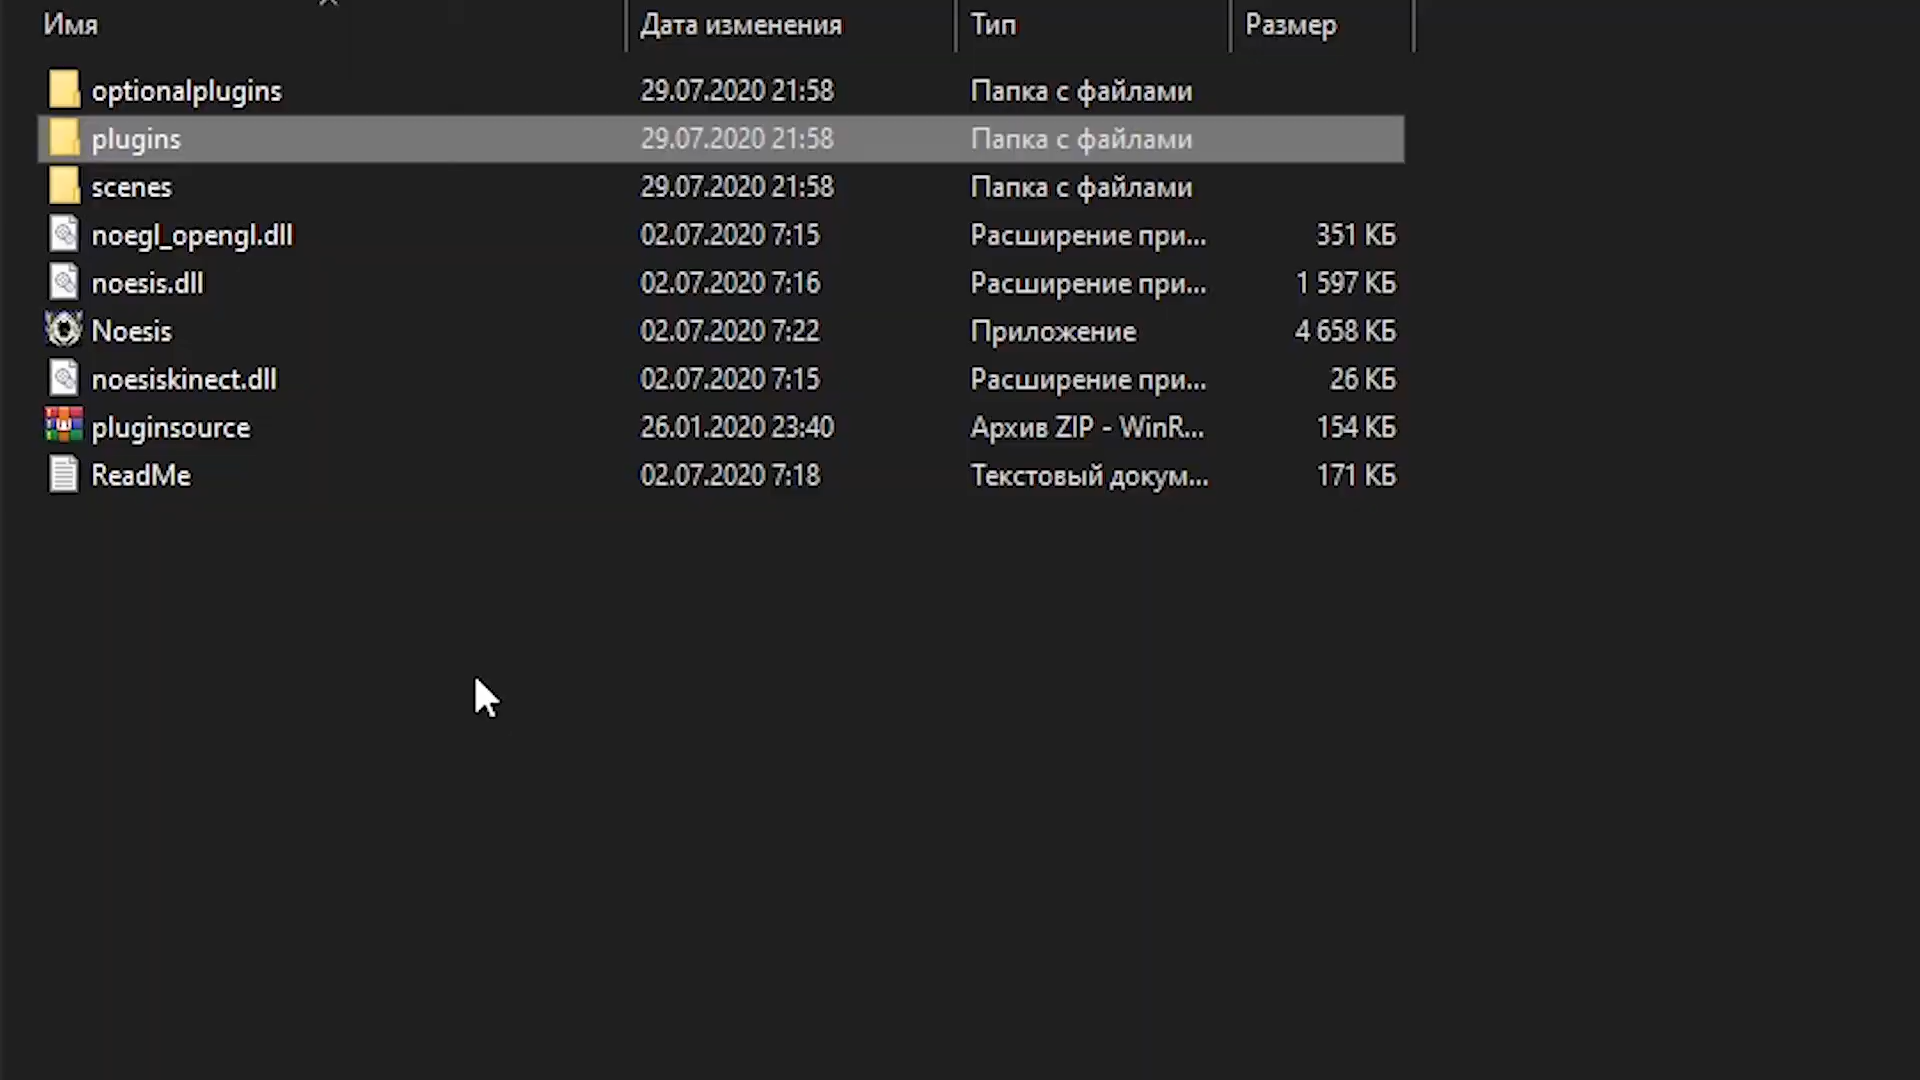 Имя Дата изменения Тип Размер
optionalplugins 29.07.2020 21:58 Папка с файлами
plugins 29.07.2020 21:58 Папка с файлами
scenes 29.07.2020 21:58 Папка с файлами
noegl_opengl.dll 02.07.2020 7:15 Расширение при... 351 КБ
noesis.dll 02.07.2020 7:16 Расширение при... 1 597 КБ
Noesis 02.07.2020 7:22 Приложение 4 658 КБ
noesiskinect.dll 02.07.2020 7:15 Расширение при... 26 КБ
pluginsource 26.01.2020 23:40 Архив ZIP - WinR... 154 КБ
ReadMe 02.07.2020 7:18 Текстовый докум... 171 КБ